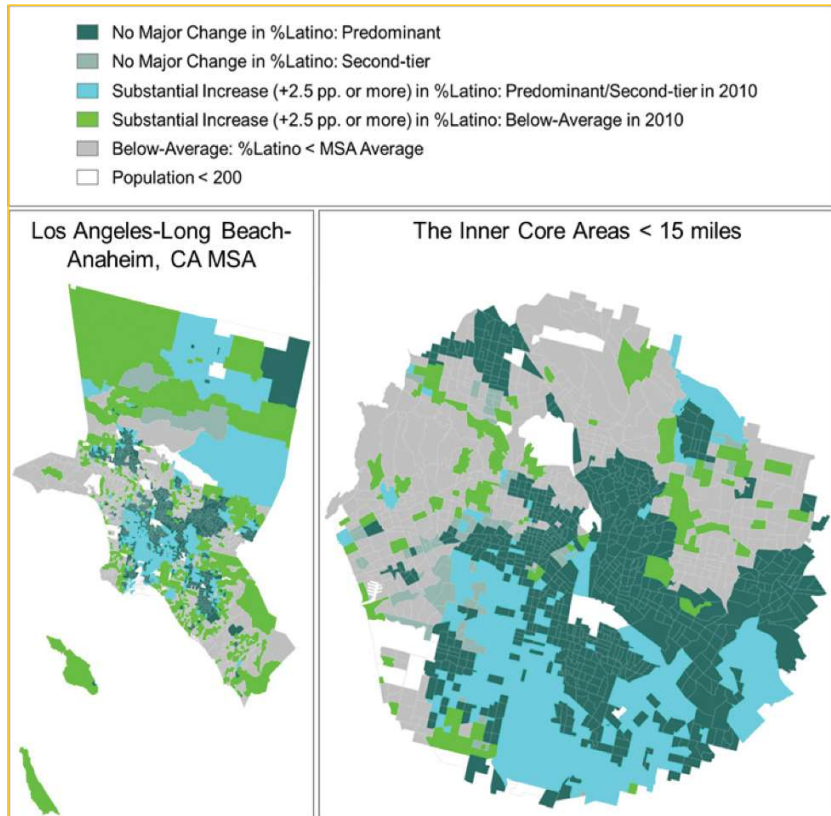 No Major Change in %Latino: Predominant
No Major Change in %Latino: Second-tier
Substantial Increase (+2.5 pp. or more) in %Latino: Predominant/Second-tier in 2010
Substantial Increase (+2.5 pp. or more) in %Latino: Below-Average in 2010
Below-Average: %Latino < MSA Average
Population < 200
Los Angeles-Long Beach-
Anaheim, CA MSA
The Inner Core Areas < 15 miles